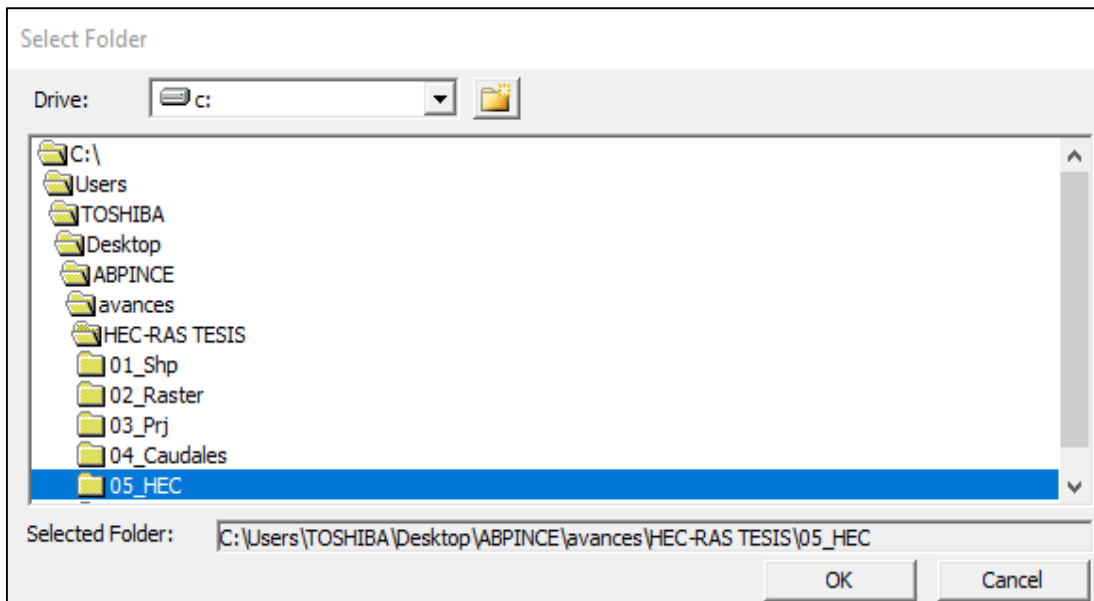 Select Folder
Drive: c:
C:\
Users
TOSHIBA
Desktop
ABPINCE
avances
HEC-RAS TESIS
01_Shp
02_Raster
03_Prj
04_Caudales
05_HEC
Selected Folder: C:\Users\TOSHIBA\Desktop\ABPINCE\avances\HEC-RAS TESIS\05_HEC
OK Cancel